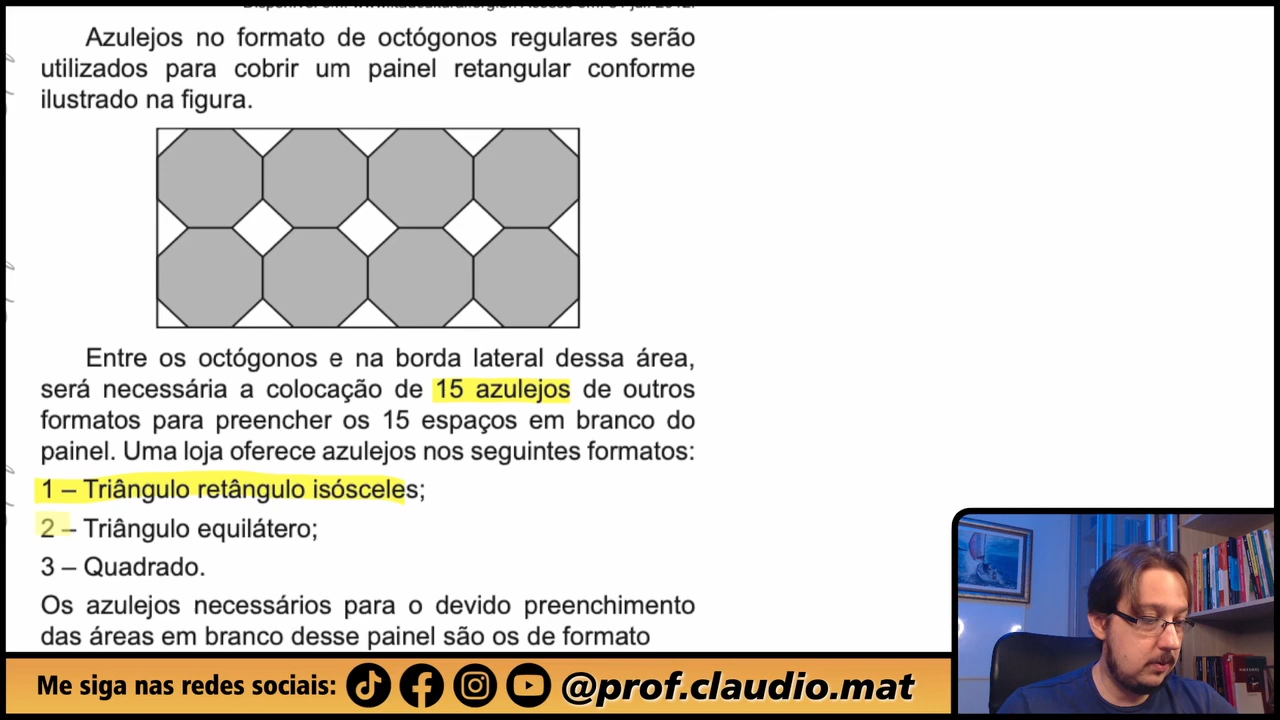 Azulejos no formato de octógonos regulares serão
utilizados para cobrir um painel retangular conforme
ilustrado na figura.
Entre os octógonos e na borda lateral dessa área,
será necessária a colocação de 15 azulejos de outros
formatos para preencher os 15 espaços em branco do
painel. Uma loja oferece azulejos nos seguintes formatos:
1 – Triângulo retângulo isósceles;
2 – Triângulo equilátero;
3 – Quadrado.
Os azulejos necessários para o devido preenchimento
das áreas em branco desse painel são os de formato
Me siga nas redes sociais: @prof.claudio.mat